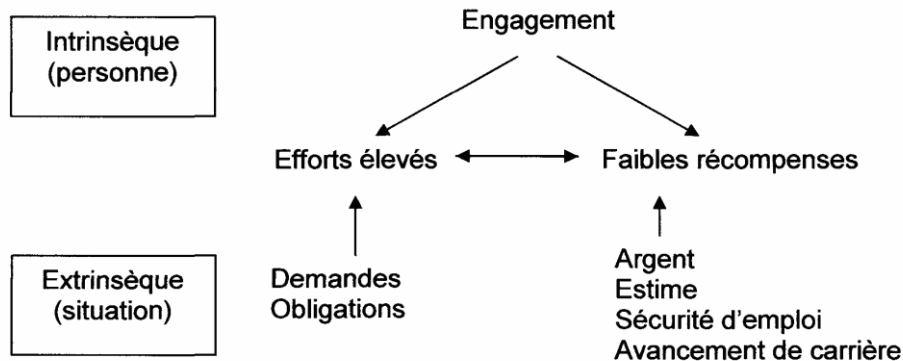 Intrinsèque
(personne)
Engagement
Efforts élevés
Faibles récompenses
Extrinsèque
(situation)
Demandes
Obligations
Argent
Estime
Sécurité d'emploi
Avancement de carrière